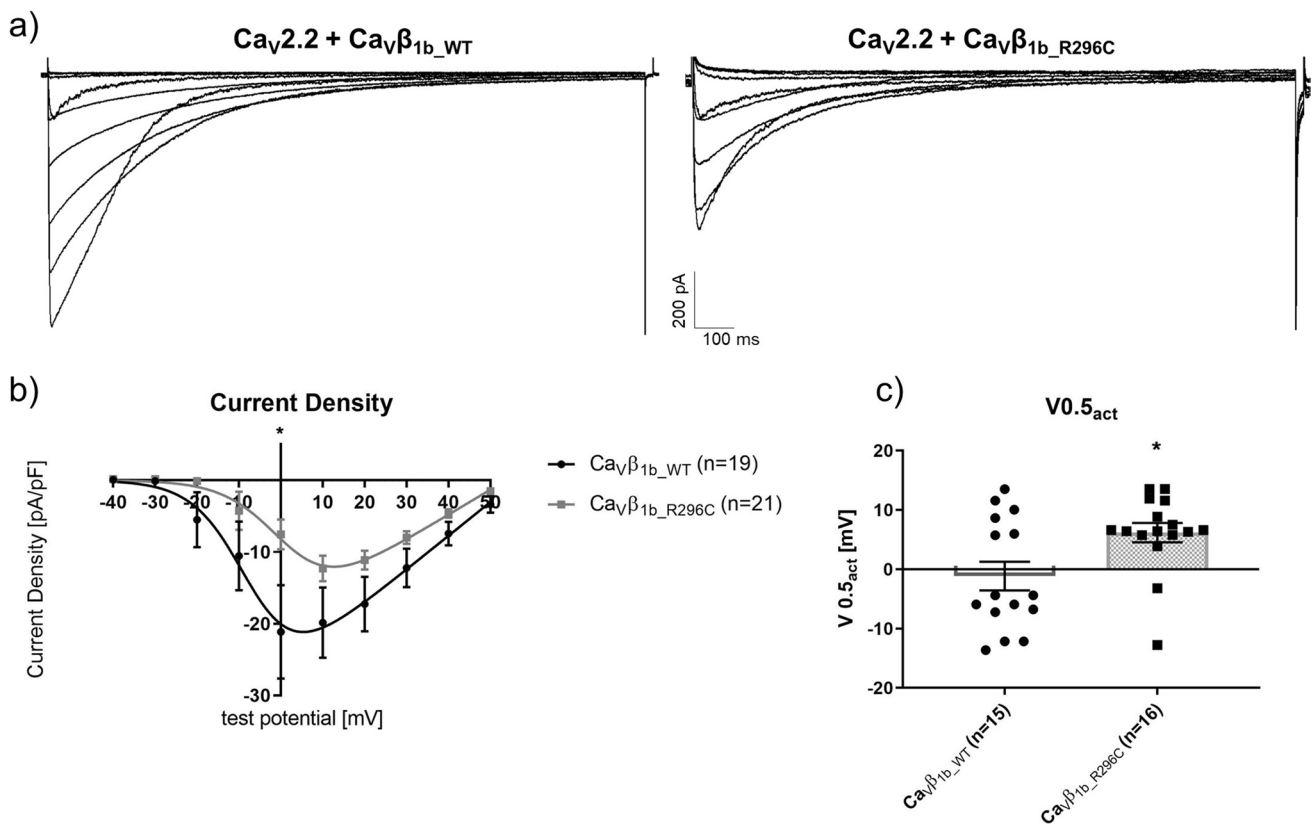 a)
CaV2.2 + CaVβ1b_WT
CaV2.2 + CaVβ1b_R296C
200 pA
100 ms
b)
Current Density
*
Current Density [pA/pF]
-40 -30 -20 -10 10 20 30 40 50
-10
-20
-30
test potential [mV]
CaVβ1b_WT (n=19)
CaVβ1b_R296C (n=21)
c)
V0.5act
*
V 0.5act [mV]
20
10
0
-10
-20
CaVβ1b_WT (n=15)
CaVβ1b_R296C (n=16)